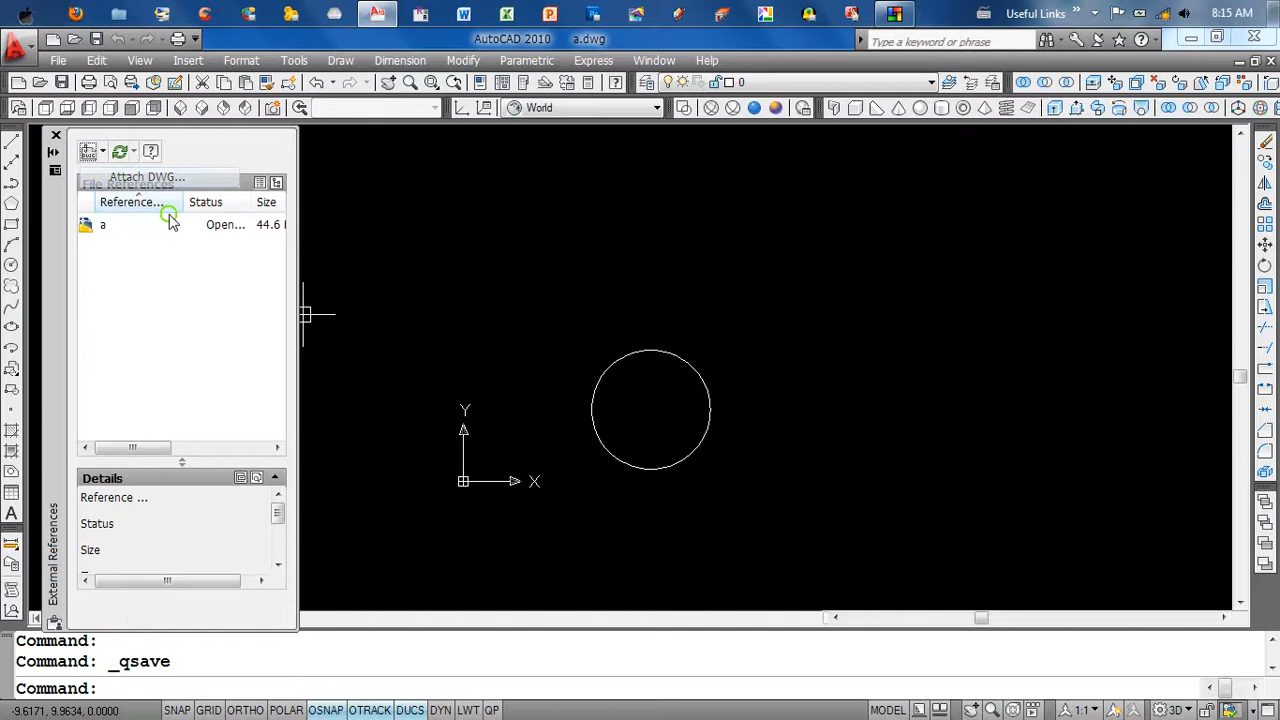 Useful Links » 8:15 AM
AutoCAD 2010 a.dwg Type a keyword or phrase
File Edit View Insert Format Tools Draw Dimension Modify Parametric Express Window Help
0
World
Attach DWG...
File References
Reference... Status Size
a Open... 44.6
Y
X
Details
Reference ...
Status
Size
External References
Command:
Command: _qsave
Command:
-9.6171, 9.9634, 0.0000 SNAP GRID ORTHO POLAR OSNAP OTRACK DUCS DYN LWT QP MODEL 1:1 3D